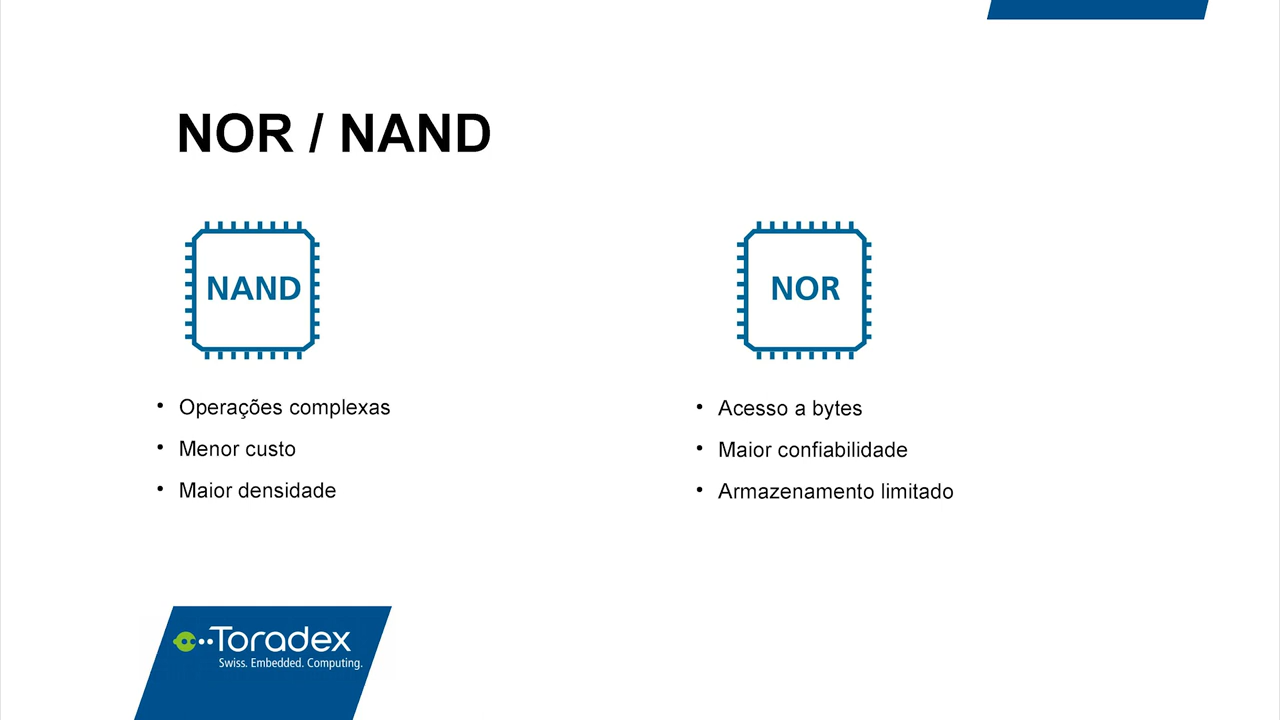 NOR / NAND
NAND
• Operações complexas
• Menor custo
• Maior densidade
NOR
• Acesso a bytes
• Maior confiabilidade
• Armazenamento limitado
Toradex
Swiss. Embedded. Computing.